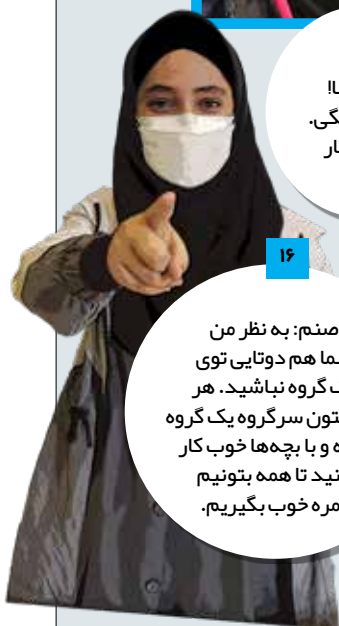 ا!
گی.
ار
۱۶
صنم: به نظر من
ما هم دوتایی توی
گروه نباشید. هر
تون سرگروه یک گروه
ه و با بچه‌ها خوب کار
نید تا همه بتونیم
مره خوب بگیریم.